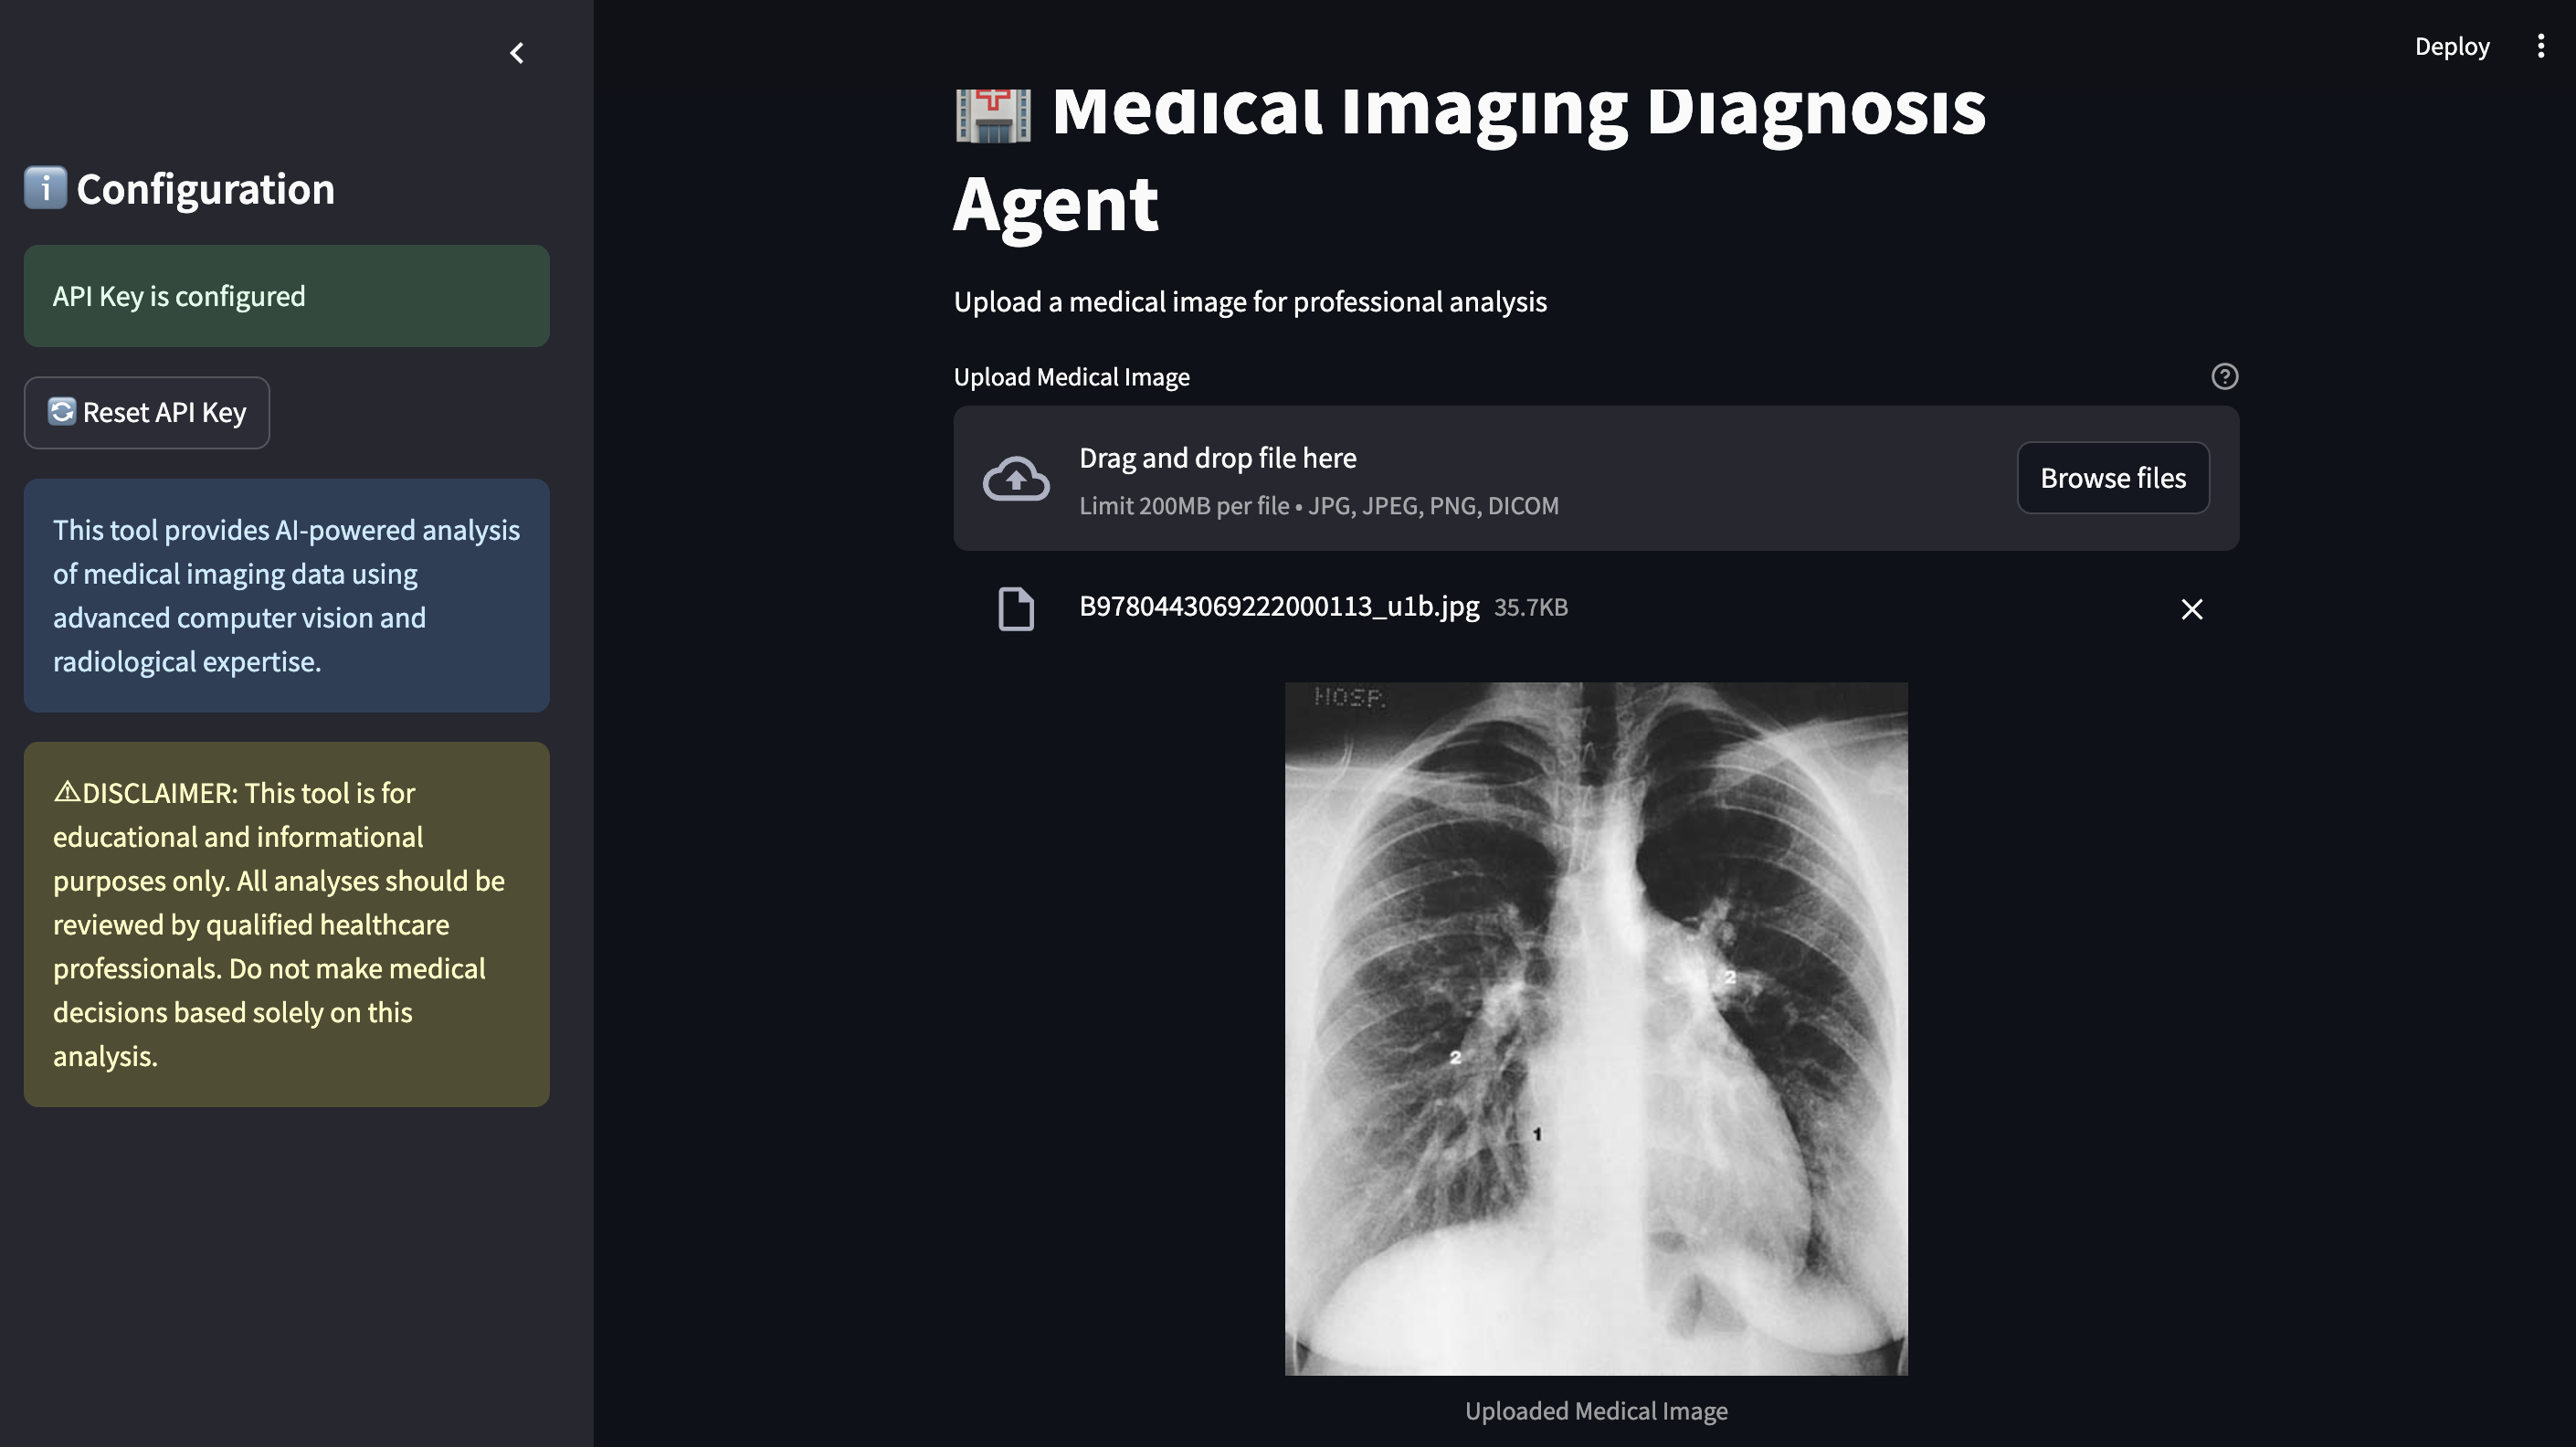 Deploy
ℹ️ Configuration
API Key is configured
🔄 Reset API Key
This tool provides AI-powered analysis
of medical imaging data using
advanced computer vision and
radiological expertise.
⚠DISCLAIMER: This tool is for
educational and informational
purposes only. All analyses should be
reviewed by qualified healthcare
professionals. Do not make medical
decisions based solely on this
analysis.
🏥 Medical Imaging Diagnosis
Agent
Upload a medical image for professional analysis
Upload Medical Image
Drag and drop file here
Limit 200MB per file • JPG, JPEG, PNG, DICOM
Browse files
B9780443069222000113_u1b.jpg 35.7KB
HOSP.
2
2
1
Uploaded Medical Image